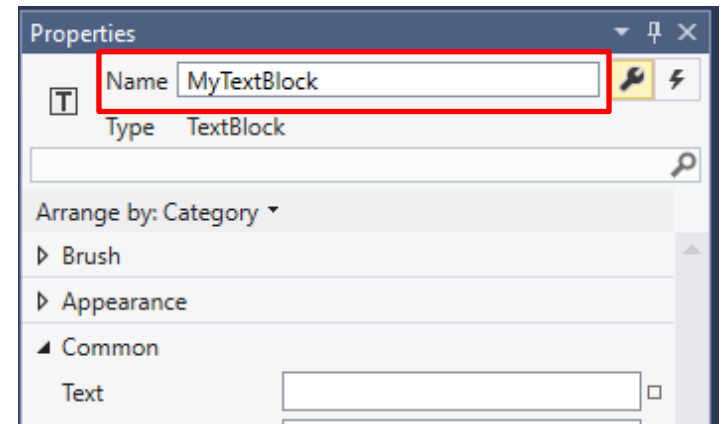 Properties
Name MyTextBlock
T
Type TextBlock
Arrange by: Category
Brush
Appearance
Common
Text